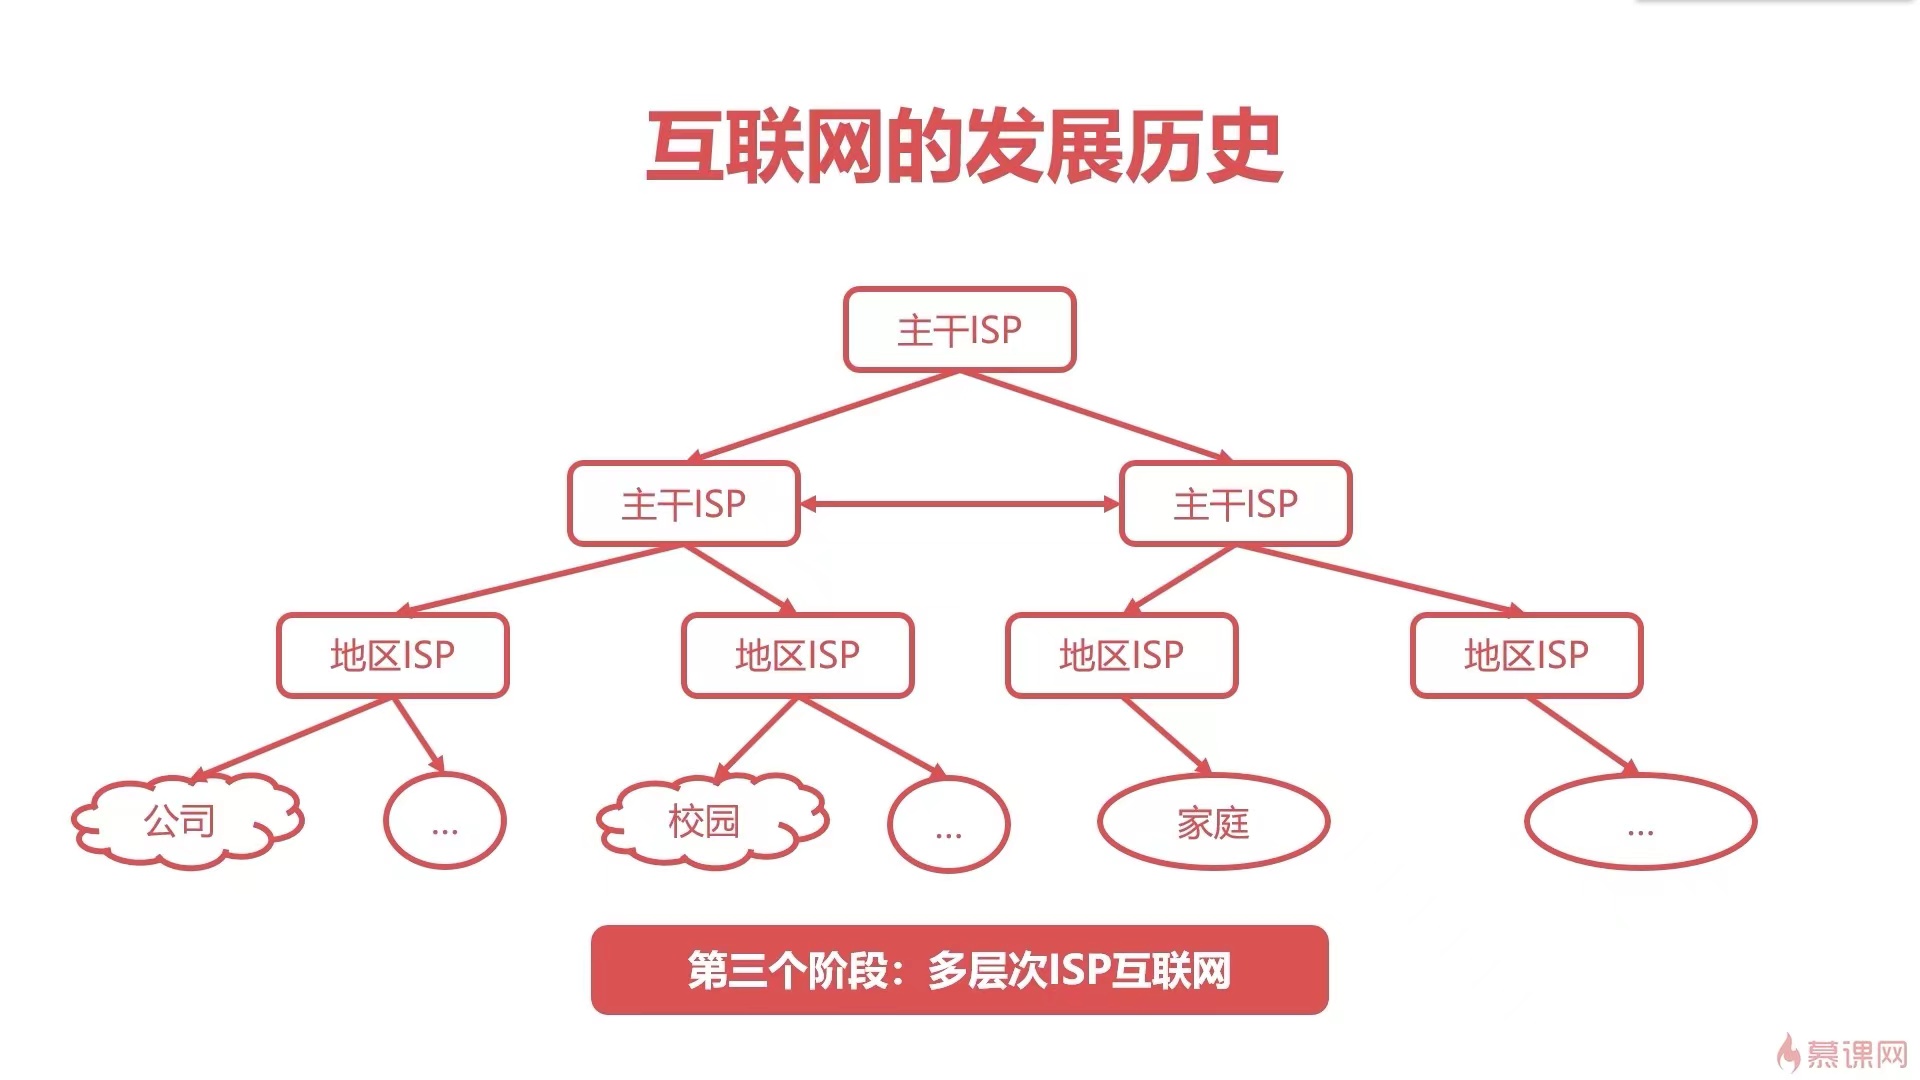 互联网的发展历史
主干ISP
主干ISP
主干ISP
地区ISP
地区ISP
地区ISP
地区ISP
公司
...
校园
...
家庭
...
第三个阶段：多层次ISP互联网
慕课网